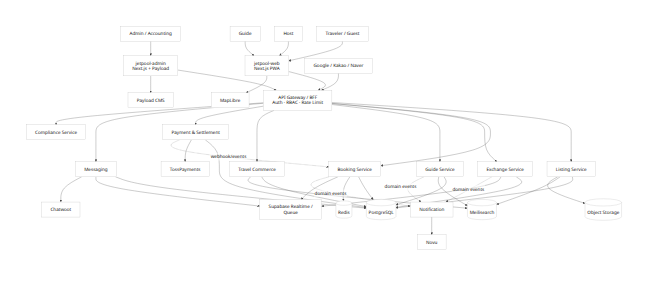 Admin / Accounting
Guide
Host
Traveler / Guest
jetpool-admin
Next.js + Payload
jetpool-web
Next.js PWA
Google / Kakao / Naver
Payload CMS
MapLibre
API Gateway / BFF
Auth · RBAC · Rate Limit
Compliance Service
Payment & Settlement
webhook/events
Messaging
TossPayments
Travel Commerce
Booking Service
Guide Service
Exchange Service
Listing Service
domain events
domain events
domain events
Chatwoot
Supabase Realtime /
Queue
Redis
PostgreSQL
Notification
Meilisearch
Object Storage
Novu